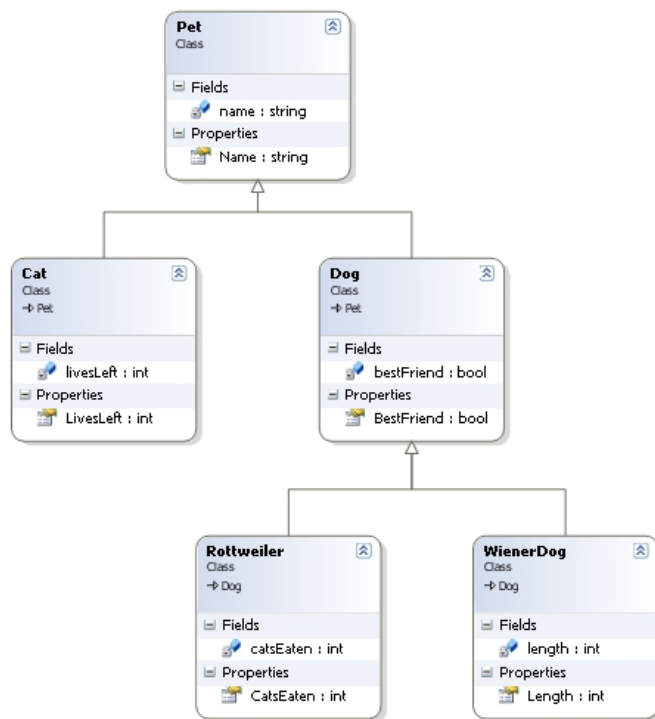 Pet
Class
Fields
name : string
Properties
Name : string
Cat
Class
Pet
Fields
livesLeft : int
Properties
LivesLeft : int
Dog
Class
Pet
Fields
bestFriend : bool
Properties
BestFriend : bool
Rottweiler
Class
Dog
Fields
catsEaten : int
Properties
CatsEaten : int
WienerDog
Class
Dog
Fields
length : int
Properties
Length : int